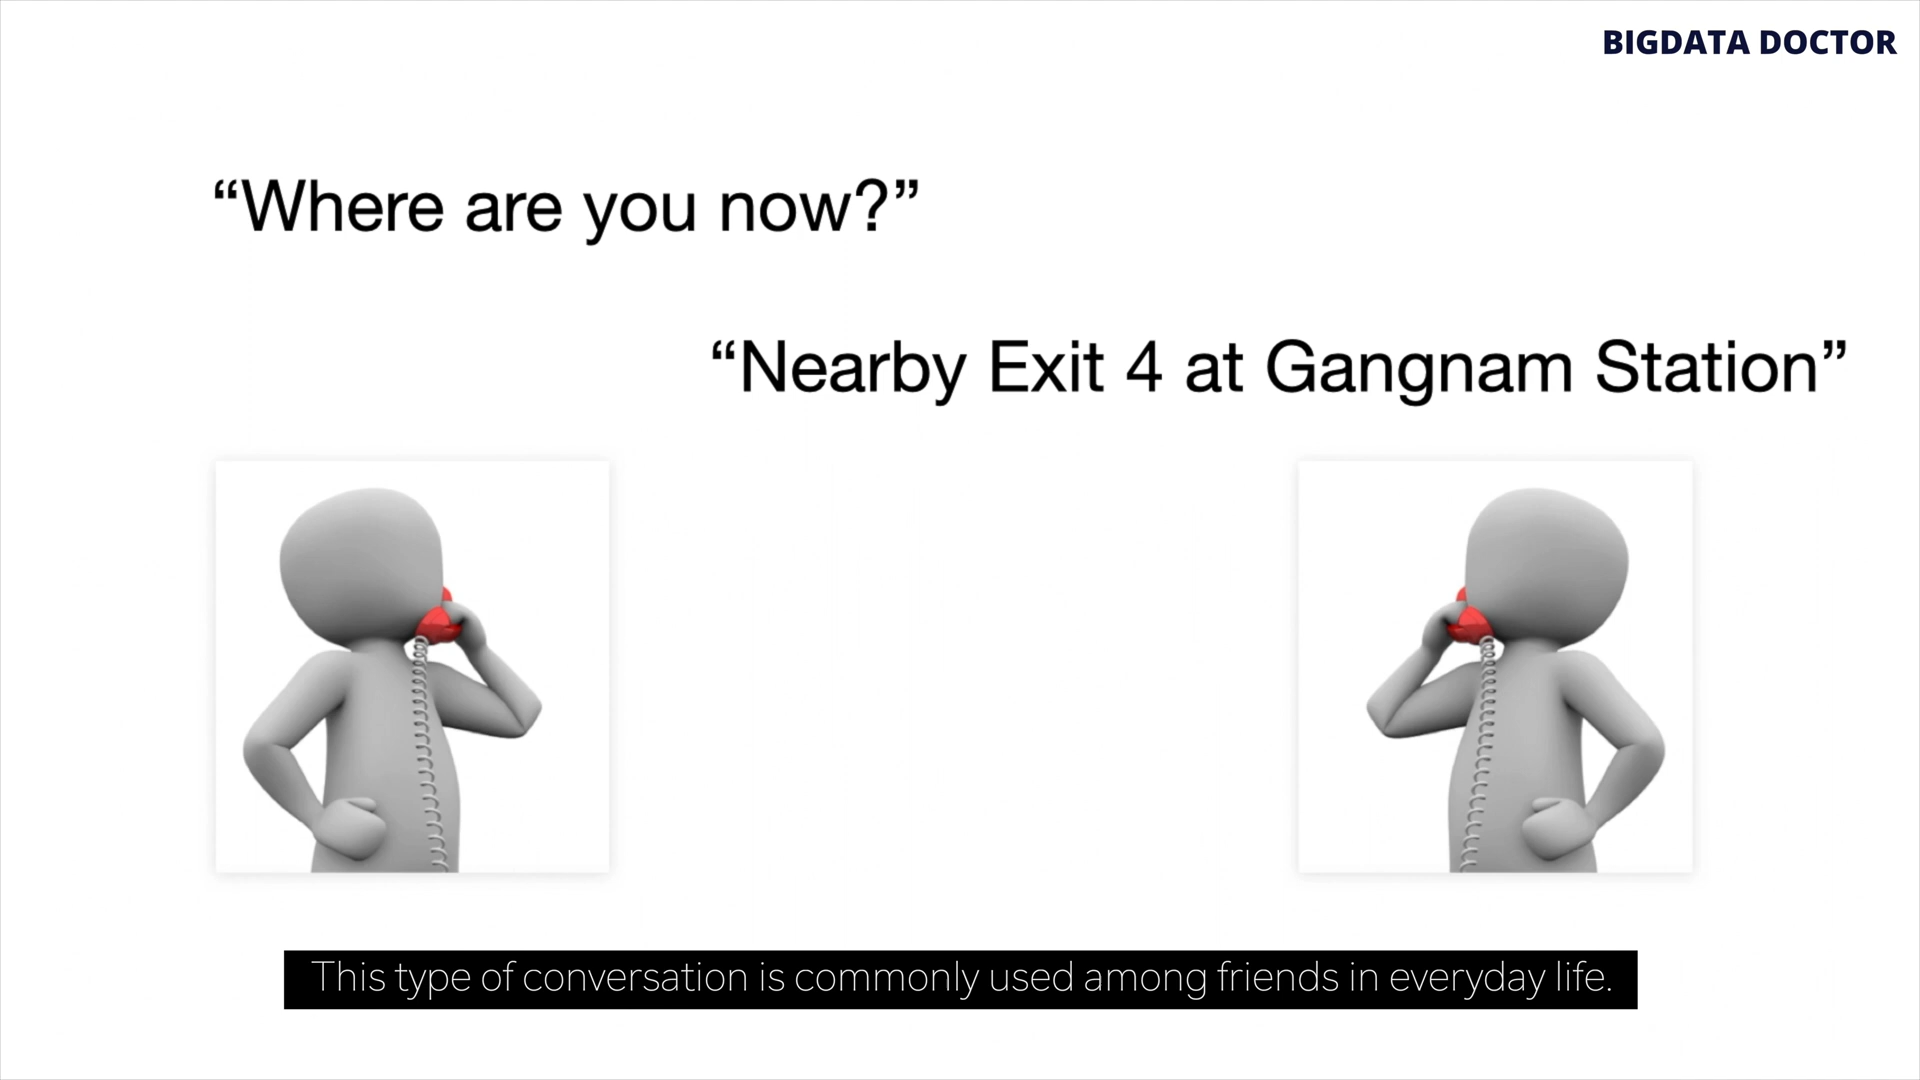 BIGDATA DOCTOR
“Where are you now?”
“Nearby Exit 4 at Gangnam Station”
This type of conversation is commonly used among friends in everyday life.